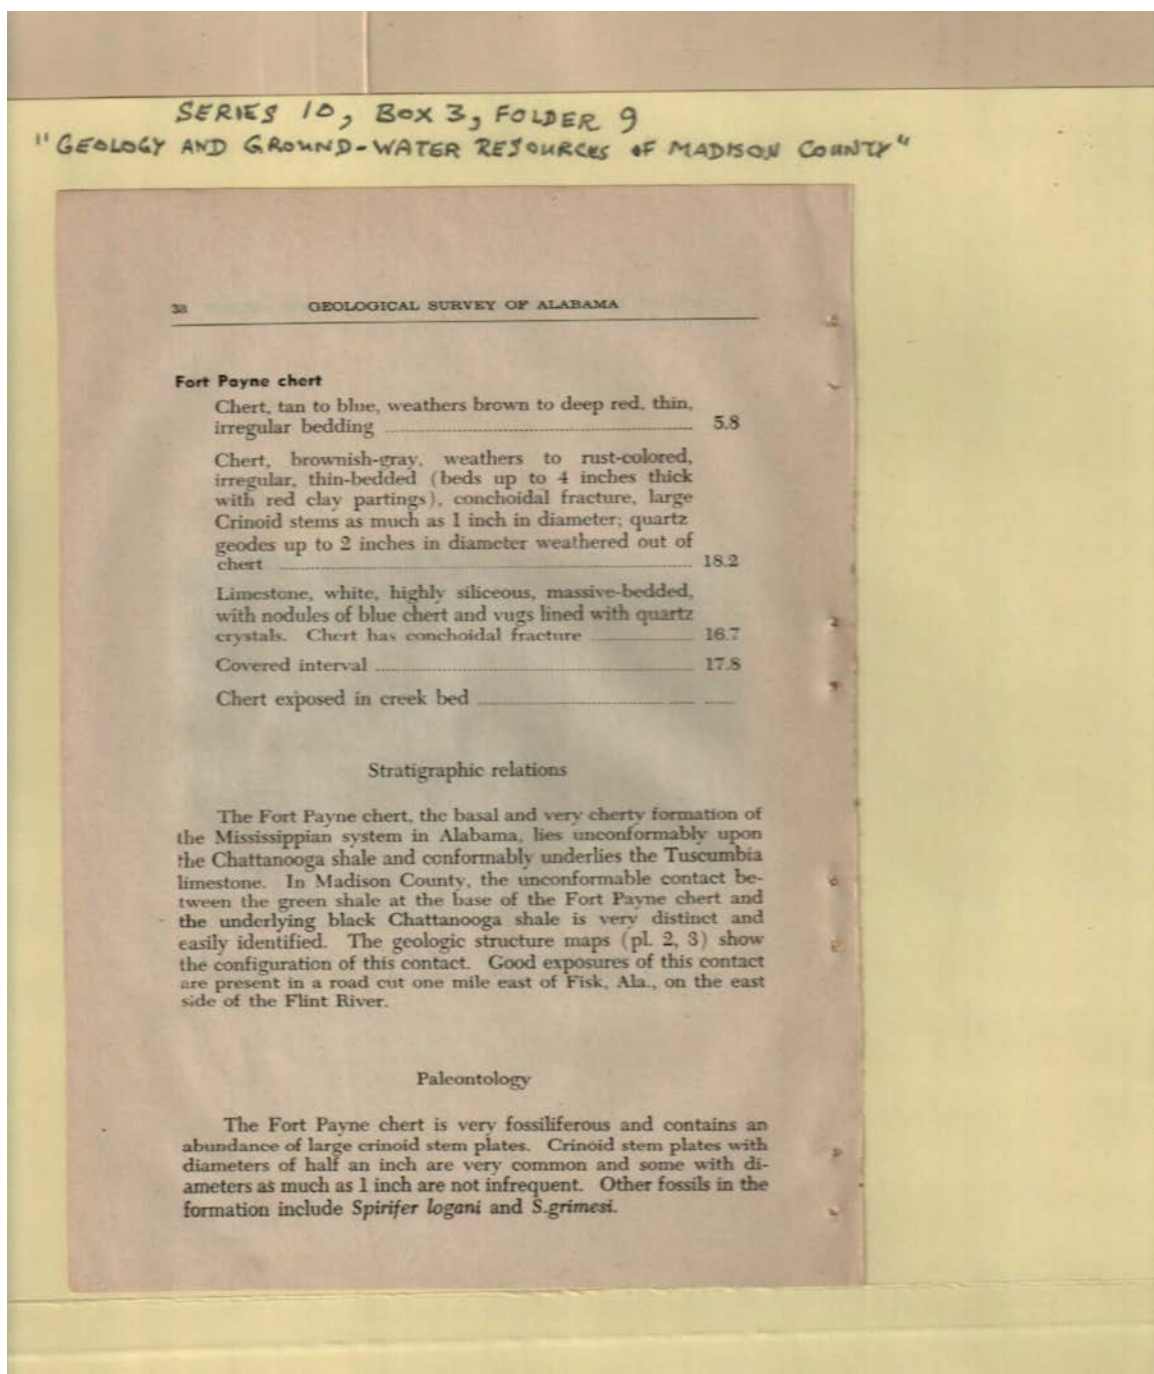 SERIES 10, BOX 3, FOLDER 9
"GEOLOGY AND GROUND-WATER RESOURCES OF MADISON COUNTY"
38 GEOLOGICAL SURVEY OF ALABAMA
Fort Payne chert
Chert, tan to blue, weathers brown to deep red, thin,
irregular bedding 5.8
Chert, brownish-gray, weathers to rust-colored,
irregular, thin-bedded (beds up to 4 inches thick
with red clay partings), conchoidal fracture, large
Crinoid stems as much as 1 inch in diameter; quartz
geodes up to 2 inches in diameter weathered out of
chert 18.2
Limestone, white, highly siliceous, massive-bedded,
with nodules of blue chert and vugs lined with quartz
crystals. Chert has conchoidal fracture 16.7
Covered interval 17.8
Chert exposed in creek bed
Stratigraphic relations
The Fort Payne chert, the basal and very cherty formation of
the Mississippian system in Alabama, lies unconformably upon
the Chattanooga shale and conformably underlies the Tuscumbia
limestone. In Madison County, the unconformable contact be-
tween the green shale at the base of the Fort Payne chert and
the underlying black Chattanooga shale is very distinct and
easily identified. The geologic structure maps (pl. 2, 3) show
the configuration of this contact. Good exposures of this contact
are present in a road cut one mile east of Fisk, Ala., on the east
side of the Flint River.
Paleontology
The Fort Payne chert is very fossiliferous and contains an
abundance of large crinoid stem plates. Crinoid stem plates with
diameters of half an inch are very common and some with di-
ameters as much as 1 inch are not infrequent. Other fossils in the
formation include Spirifer logani and S.grimesi.